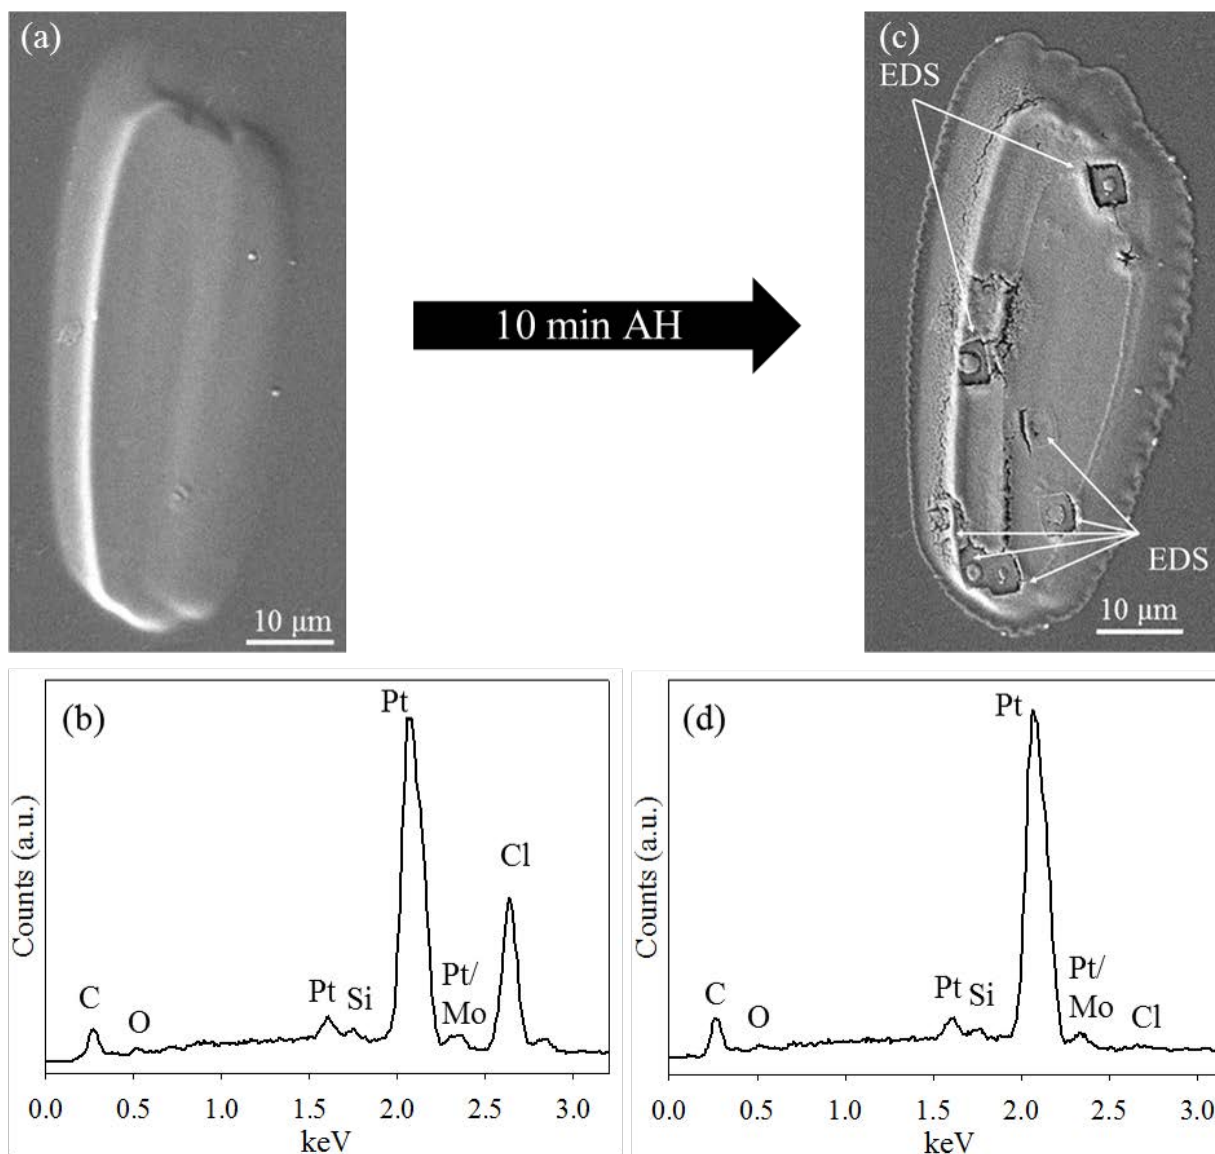 (a)
10 μm
10 min AH
(c)
EDS
EDS
10 μm
(b)
Counts (a.u.)
C
O
Pt
Si
Pt
Pt/
Mo
Cl
0.0 0.5 1.0 1.5 2.0 2.5 3.0
keV
(d)
Counts (a.u.)
C
O
Pt
Si
Pt
Pt/
Mo
Cl
0.0 0.5 1.0 1.5 2.0 2.5 3.0
keV